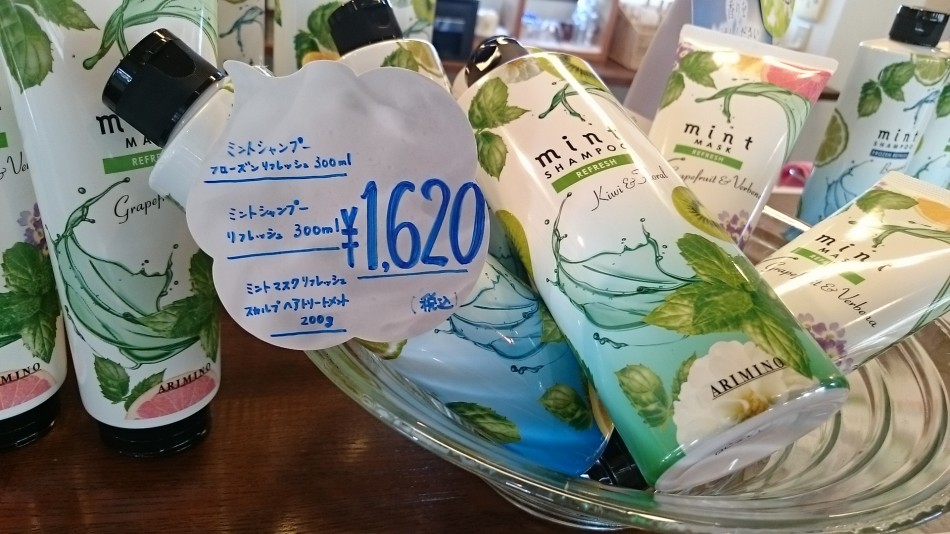 ミントシャンプー
フローズンリフレッシュ 300ml
ミントシャンプー
リフレッシュ 300ml
¥1,620
ミントマスクリフレッシュ
スカルプヘアトリートメント
200g
(税込)
mint
SHAMPOO
REFRESH
Kiwi & Floral
ARIMINO
mint
MASK
REFRESH
Grapefruit & Verbena
mint
MASK
Grapefruit & Verbena
mint
SHAMPOO
FROZEN REFRESH
MASK
ARIMINO